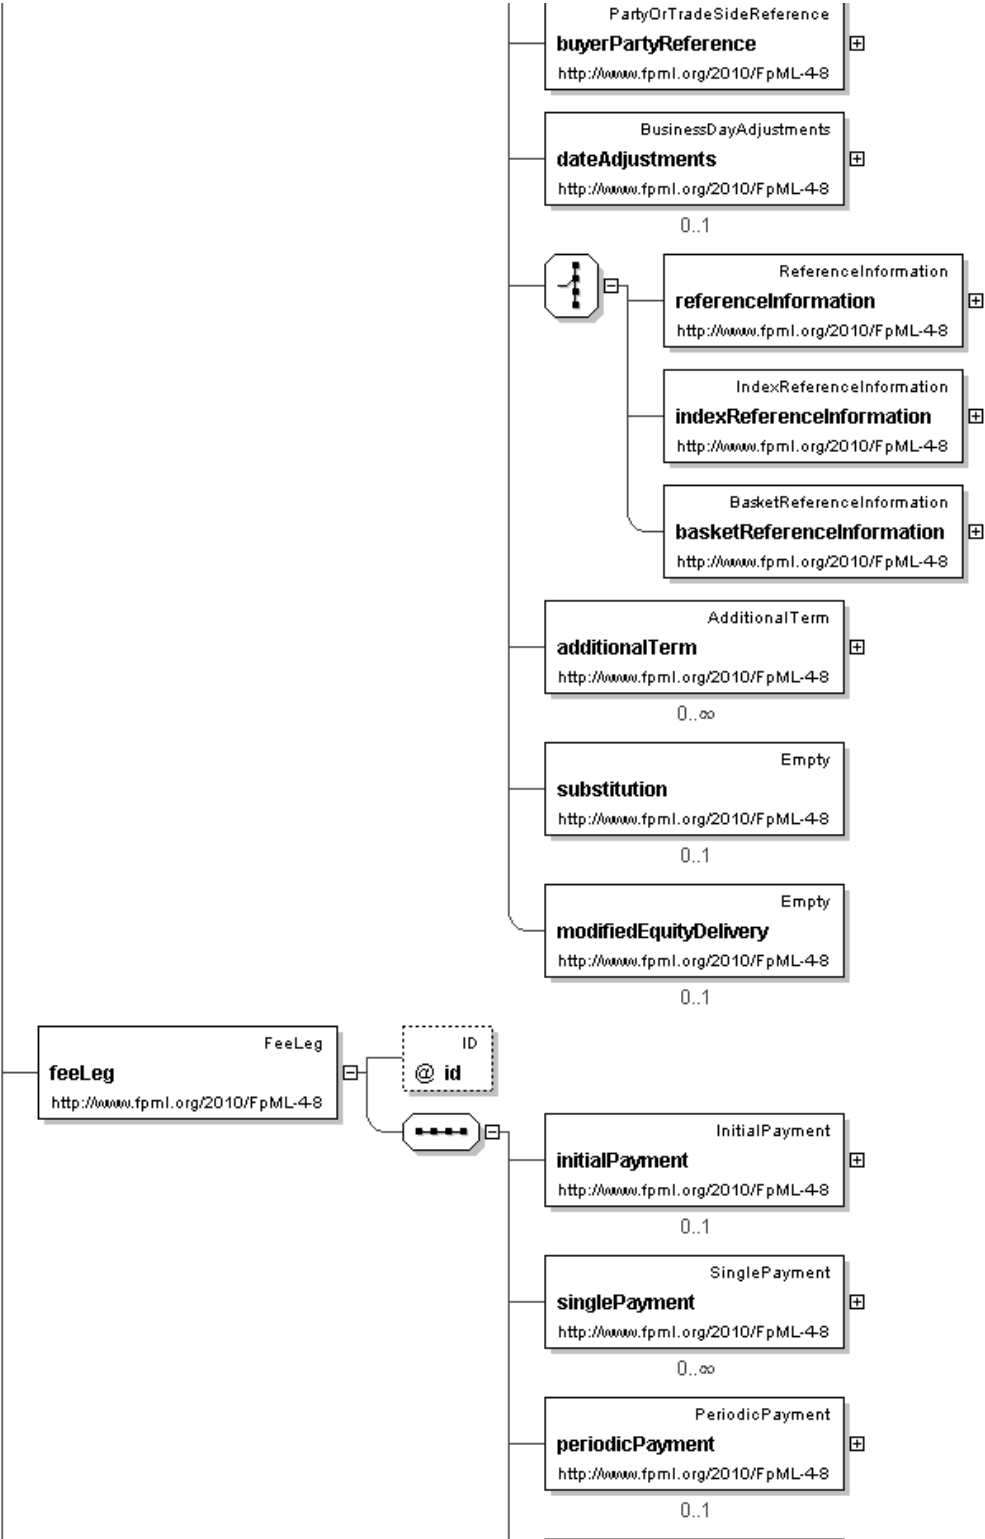 PartyOrTradeSideReference
buyerPartyReference
http://www.fpml.org/2010/FpML-4-8
BusinessDayAdjustments
dateAdjustments
http://www.fpml.org/2010/FpML-4-8
0..1
ReferenceInformation
referenceInformation
http://www.fpml.org/2010/FpML-4-8
IndexReferenceInformation
indexReferenceInformation
http://www.fpml.org/2010/FpML-4-8
BasketReferenceInformation
basketReferenceInformation
http://www.fpml.org/2010/FpML-4-8
AdditionalTerm
additionalTerm
http://www.fpml.org/2010/FpML-4-8
0..∞
Empty
substitution
http://www.fpml.org/2010/FpML-4-8
0..1
Empty
modifiedEquityDelivery
http://www.fpml.org/2010/FpML-4-8
0..1
FeeLeg
feeLeg
http://www.fpml.org/2010/FpML-4-8
ID
@ id
InitialPayment
initialPayment
http://www.fpml.org/2010/FpML-4-8
0..1
SinglePayment
singlePayment
http://www.fpml.org/2010/FpML-4-8
0..∞
PeriodicPayment
periodicPayment
http://www.fpml.org/2010/FpML-4-8
0..1